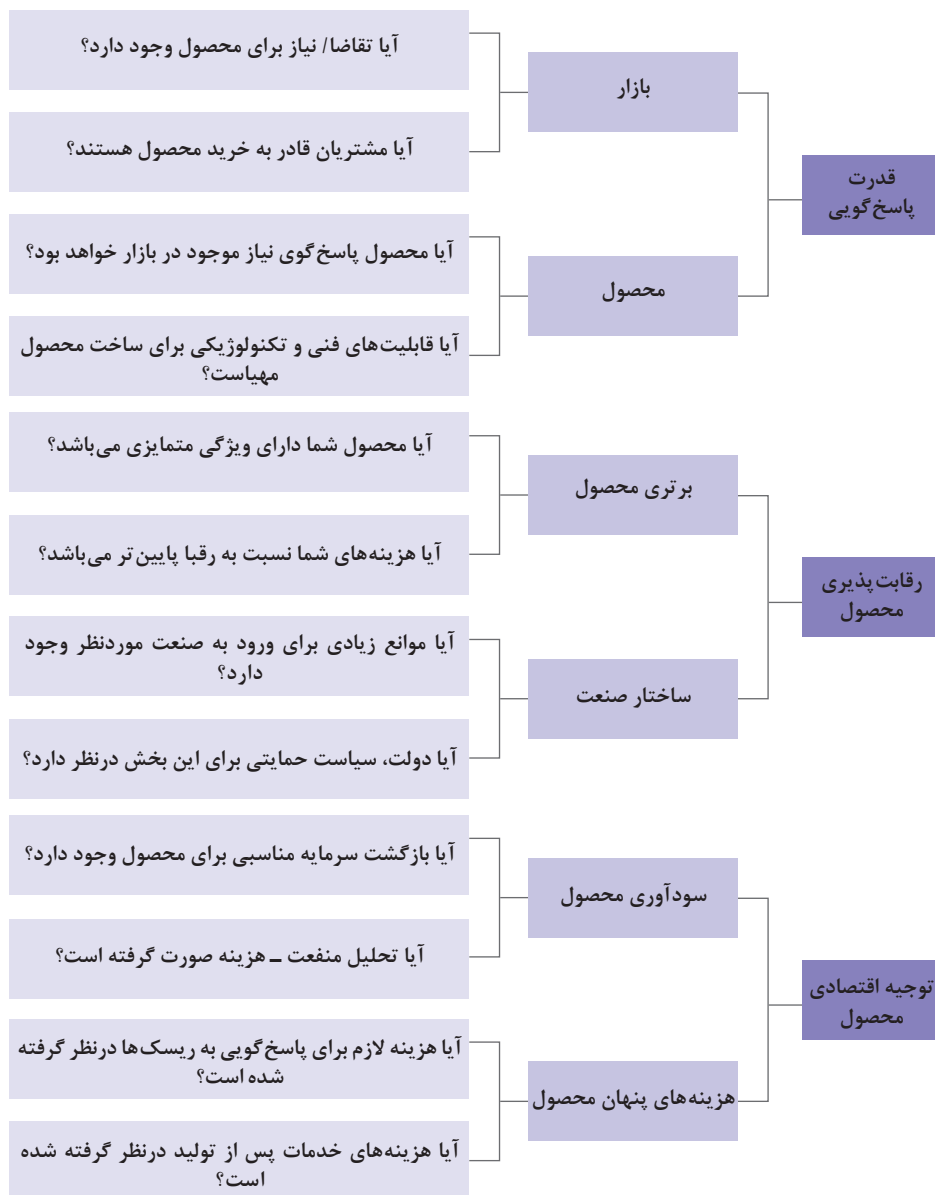 قدرت
پاسخ‌گویی
بازار
آیا تقاضا/ نیاز برای محصول وجود دارد؟
آیا مشتریان قادر به خرید محصول هستند؟
محصول
آیا محصول پاسخ‌گوی نیاز موجود در بازار خواهد بود؟
آیا قابلیت‌های فنی و تکنولوژیکی برای ساخت محصول
مهیاست؟
رقابت‌پذیری
محصول
برتری محصول
آیا محصول شما دارای ویژگی متمایزی می‌باشد؟
آیا هزینه‌های شما نسبت به رقبا پایین‌تر می‌باشد؟
ساختار صنعت
آیا موانع زیادی برای ورود به صنعت موردنظر وجود
دارد؟
آیا دولت، سیاست حمایتی برای این بخش درنظر دارد؟
توجیه اقتصادی
محصول
سودآوری محصول
آیا بازگشت سرمایه مناسبی برای محصول وجود دارد؟
آیا تحلیل منفعت ــ هزینه صورت گرفته است؟
هزینه‌های پنهان محصول
آیا هزینه لازم برای پاسخ‌گویی به ریسک‌ها درنظر گرفته
شده است؟
آیا هزینه‌های خدمات پس از تولید درنظر گرفته شده
است؟